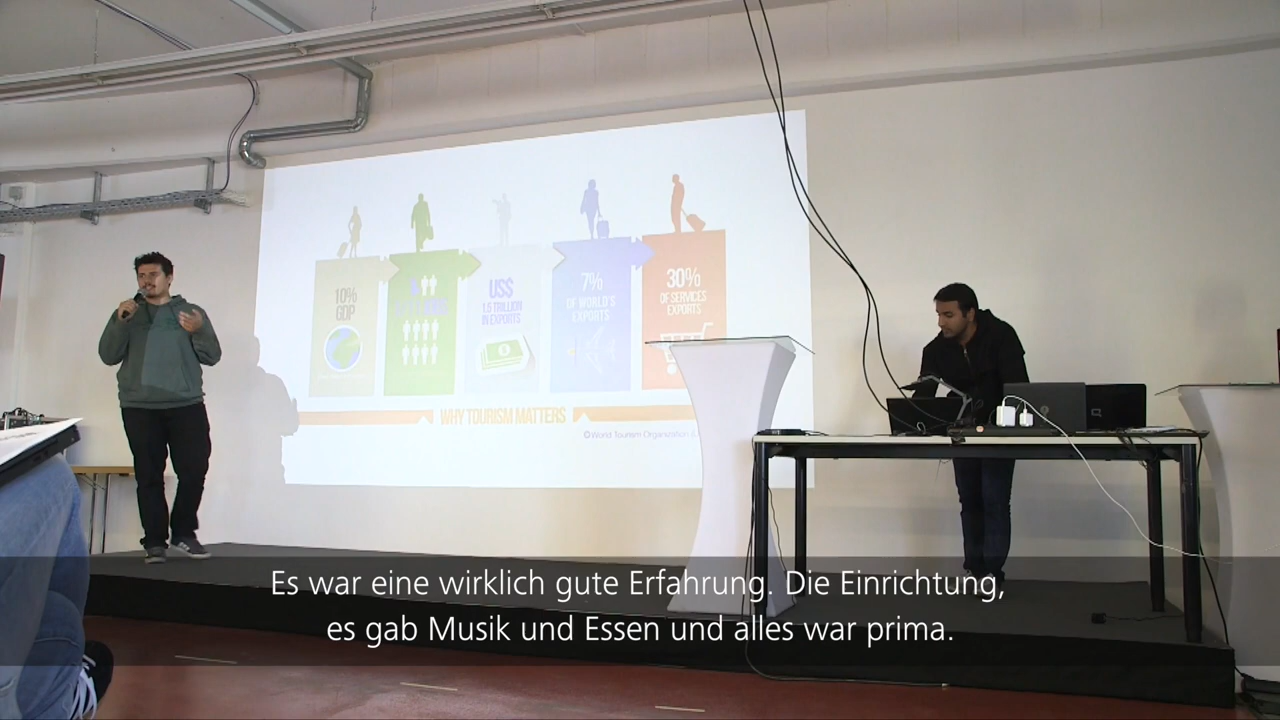 10%
GDP
US$
1.5 TRILLION
IN EXPORTS
7%
OF WORLD'S
EXPORTS
30%
OF SERVICES
EXPORTS
WHY TOURISM MATTERS
©World Tourism Organization
Es war eine wirklich gute Erfahrung. Die Einrichtung,
es gab Musik und Essen und alles war prima.